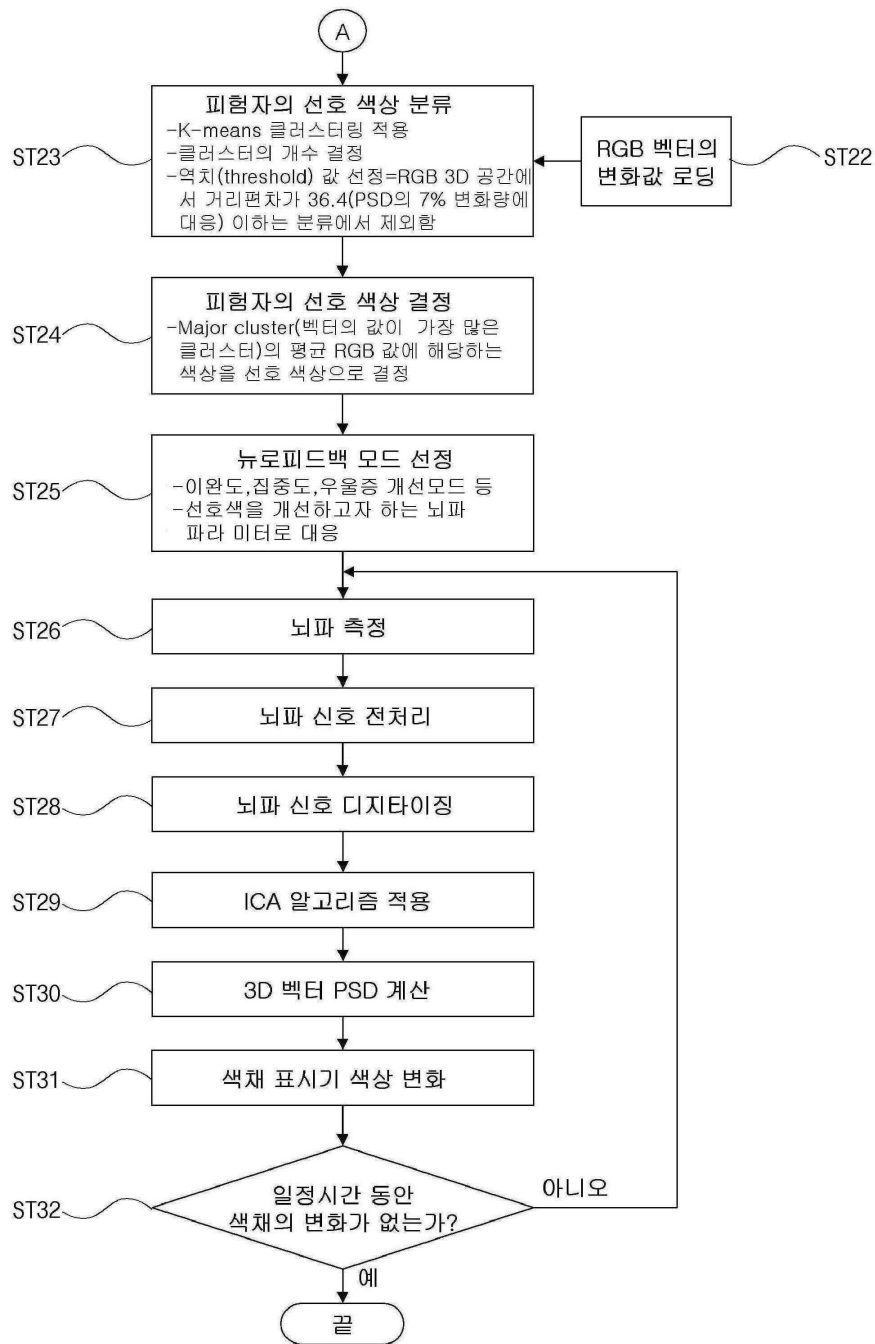 A
피험자의 선호 색상 분류
-K-means 클러스터링 적용
-클러스터의 개수 결정
-역치(threshold) 값 선정=RGB 3D 공간에
서 거리편차가 36.4(PSD의 7% 변화량에
대응) 이하는 분류에서 제외함
ST23
RGB 벡터의
변화값 로딩
ST22
피험자의 선호 색상 결정
-Major cluster(벡터의 값이 가장 많은
클러스터)의 평균 RGB 값에 해당하는
색상을 선호 색상으로 결정
ST24
뉴로피드백 모드 선정
-이완도,집중도,우울증 개선모드 등
-선호색을 개선하고자 하는 뇌파
파라 미터로 대응
ST25
ST26
뇌파 측정
ST27
뇌파 신호 전처리
ST28
뇌파 신호 디지타이징
ST29
ICA 알고리즘 적용
ST30
3D 벡터 PSD 계산
ST31
색채 표시기 색상 변화
ST32
일정시간 동안
색채의 변화가 없는가?
아니오
예
끝